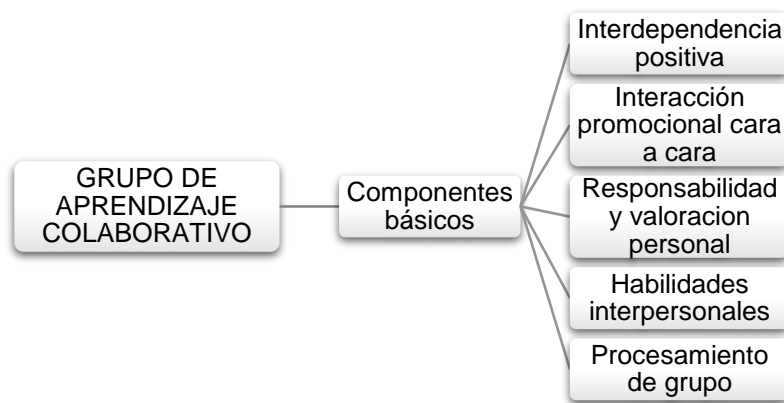 GRUPO DE
APRENDIZAJE
COLABORATIVO
Componentes
básicos
Interdependencia
positiva
Interacción
promocional cara
a cara
Responsabilidad
y valoracion
personal
Habilidades
interpersonales
Procesamiento
de grupo